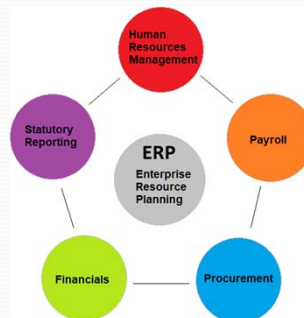 Human
Resources
Management
Statutory
Reporting
Payroll
ERP
Enterprise
Resource
Planning
Financials
Procurement